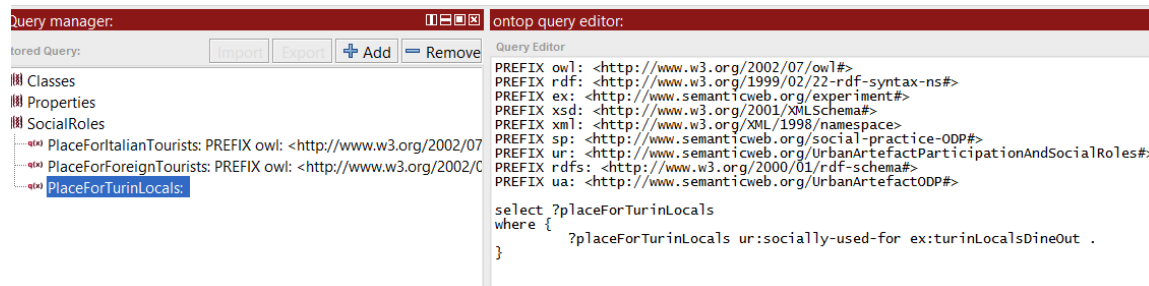 Query manager:
tored Query:
Import Export Add Remove
Classes
Properties
SocialRoles
q(x) PlaceForItalianTourists: PREFIX owl: <http://www.w3.org/2002/07
q(x) PlaceForForeignTourists: PREFIX owl: <http://www.w3.org/2002/0
q(x) PlaceForTurinLocals:
ontop query editor:
Query Editor
PREFIX owl: <http://www.w3.org/2002/07/owl#>
PREFIX rdf: <http://www.w3.org/1999/02/22-rdf-syntax-ns#>
PREFIX ex: <http://www.semanticweb.org/experiment#>
PREFIX xsd: <http://www.w3.org/2001/XMLSchema#>
PREFIX xml: <http://www.w3.org/XML/1998/namespace>
PREFIX sp: <http://www.semanticweb.org/social-practice-ODP#>
PREFIX ur: <http://www.semanticweb.org/UrbanArtefactParticipationAndSocialRoles#>
PREFIX rdfs: <http://www.w3.org/2000/01/rdf-schema#>
PREFIX ua: <http://www.semanticweb.org/UrbanArtefactODP#>
select ?placeForTurinLocals
where {
?placeForTurinLocals ur:socially-used-for ex:turinLocalsDineOut .
}